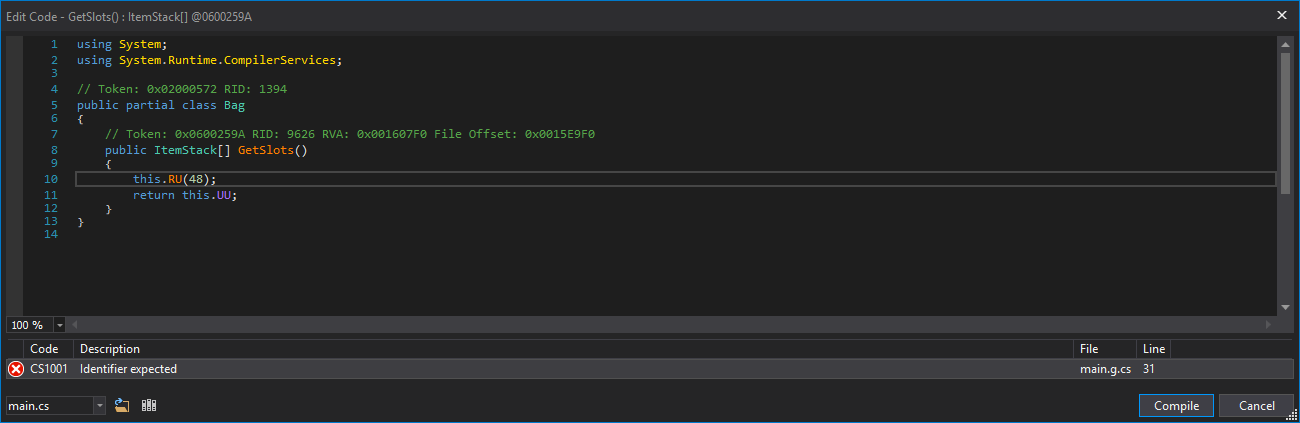 Edit Code - GetSlots() : ItemStack[] @0600259A
1 using System;
2 using System.Runtime.CompilerServices;
3
4 // Token: 0x02000572 RID: 1394
5 public partial class Bag
6 {
7 // Token: 0x0600259A RID: 9626 RVA: 0x001607F0 File Offset: 0x0015E9F0
8 public ItemStack[] GetSlots()
9 {
10 this.RU(48);
11 return this.UU;
12 }
13 }
14
100 %
Code Description File Line
CS1001 Identifier expected main.g.cs 31
main.cs Compile Cancel